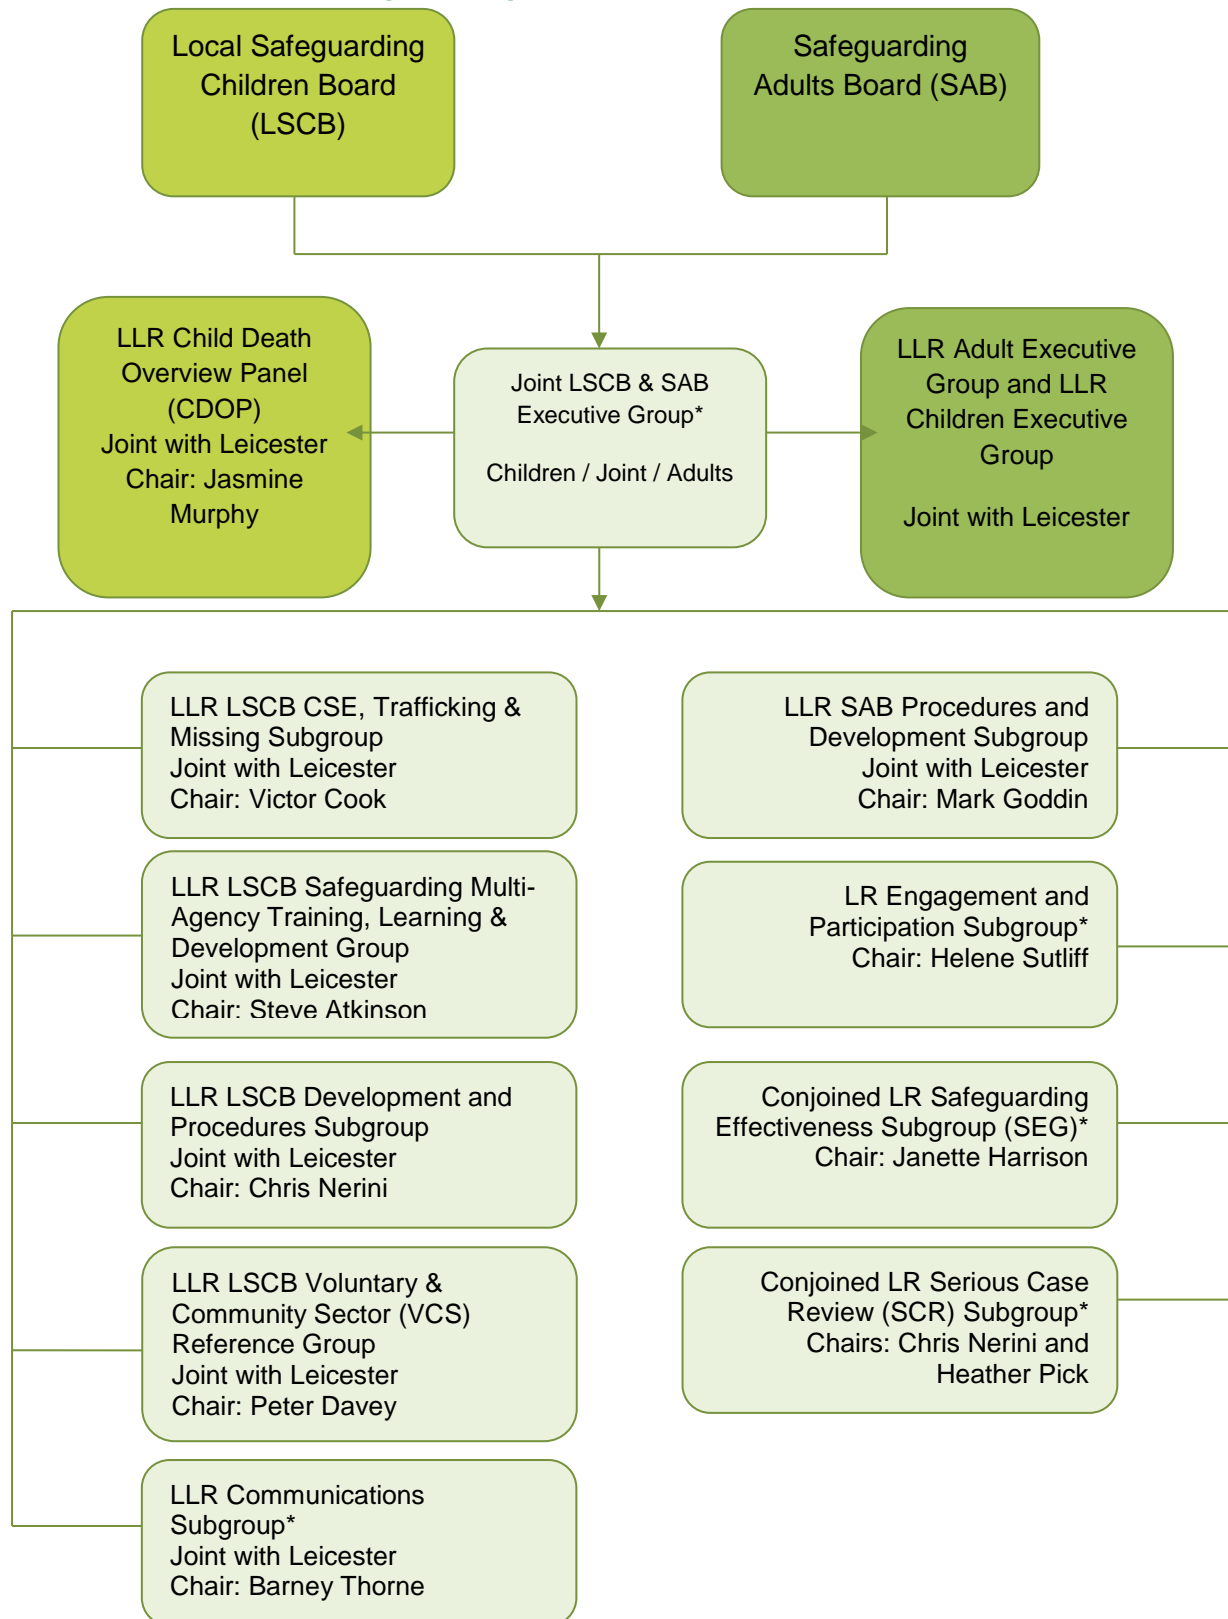 Local Safeguarding
Children Board
(LSCB)
Safeguarding
Adults Board (SAB)
LLR Child Death
Overview Panel
(CDOP)
Joint with Leicester
Chair: Jasmine
Murphy
Joint LSCB & SAB
Executive Group*
Children / Joint / Adults
LLR Adult Executive
Group and LLR
Children Executive
Group
Joint with Leicester
LLR LSCB CSE, Trafficking &
Missing Subgroup
Joint with Leicester
Chair: Victor Cook
LLR SAB Procedures and
Development Subgroup
Joint with Leicester
Chair: Mark Goddin
LLR LSCB Safeguarding Multi-
Agency Training, Learning &
Development Group
Joint with Leicester
Chair: Steve Atkinson
LR Engagement and
Participation Subgroup*
Chair: Helene Sutliff
LLR LSCB Development and
Procedures Subgroup
Joint with Leicester
Chair: Chris Nerini
Conjoined LR Safeguarding
Effectiveness Subgroup (SEG)*
Chair: Janette Harrison
LLR LSCB Voluntary &
Community Sector (VCS)
Reference Group
Joint with Leicester
Chair: Peter Davey
Conjoined LR Serious Case
Review (SCR) Subgroup*
Chairs: Chris Nerini and
Heather Pick
LLR Communications
Subgroup*
Joint with Leicester
Chair: Barney Thorne